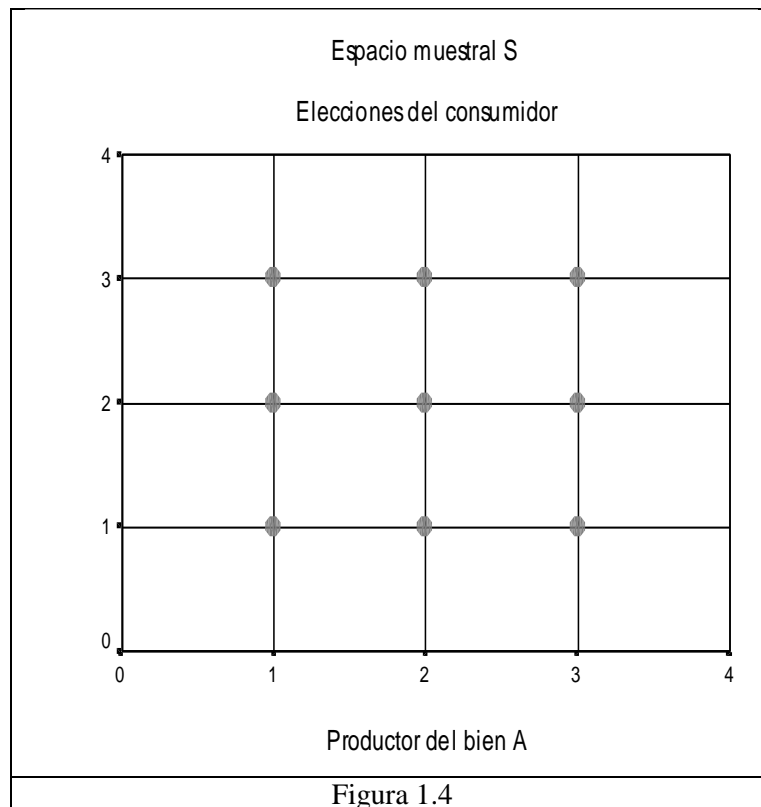 Espacio muestral S
Elecciones del consumidor
4
3
2
1
0
0 1 2 3 4
Productor del bien A
Figura 1.4